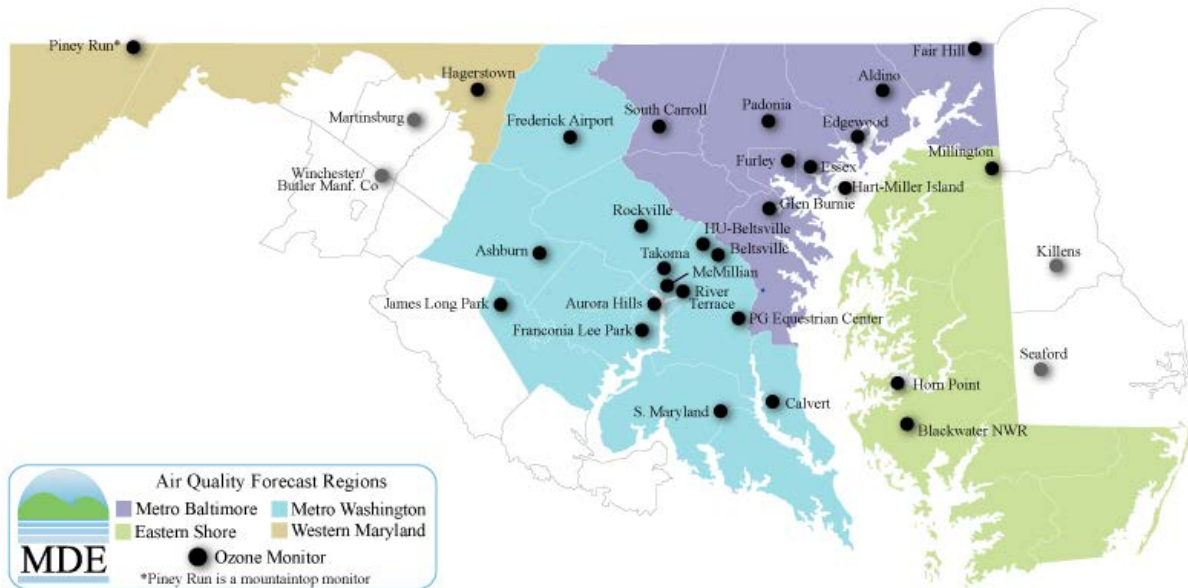 Piney Run*
Fair Hill
Hagerstown
Aldino
Martinsburg
South Carroll
Padonia
Frederick Airport
Edgewood
Furley
Essex
Millington
Winchester/
Butler Manf. Co
Hart-Miller Island
Glen Burnie
Rockville
HU-Beltsville
Ashburn
Beltsville
Takoma
McMillian
Killens
James Long Park
Aurora Hills
River
Terrace
Franconia Lee Park
PG Equestrian Center
Seaford
Horn Point
S. Maryland
Calvert
Blackwater NWR
Air Quality Forecast Regions
Metro Baltimore
Metro Washington
Eastern Shore
Western Maryland
Ozone Monitor
MDE
*Piney Run is a mountaintop monitor